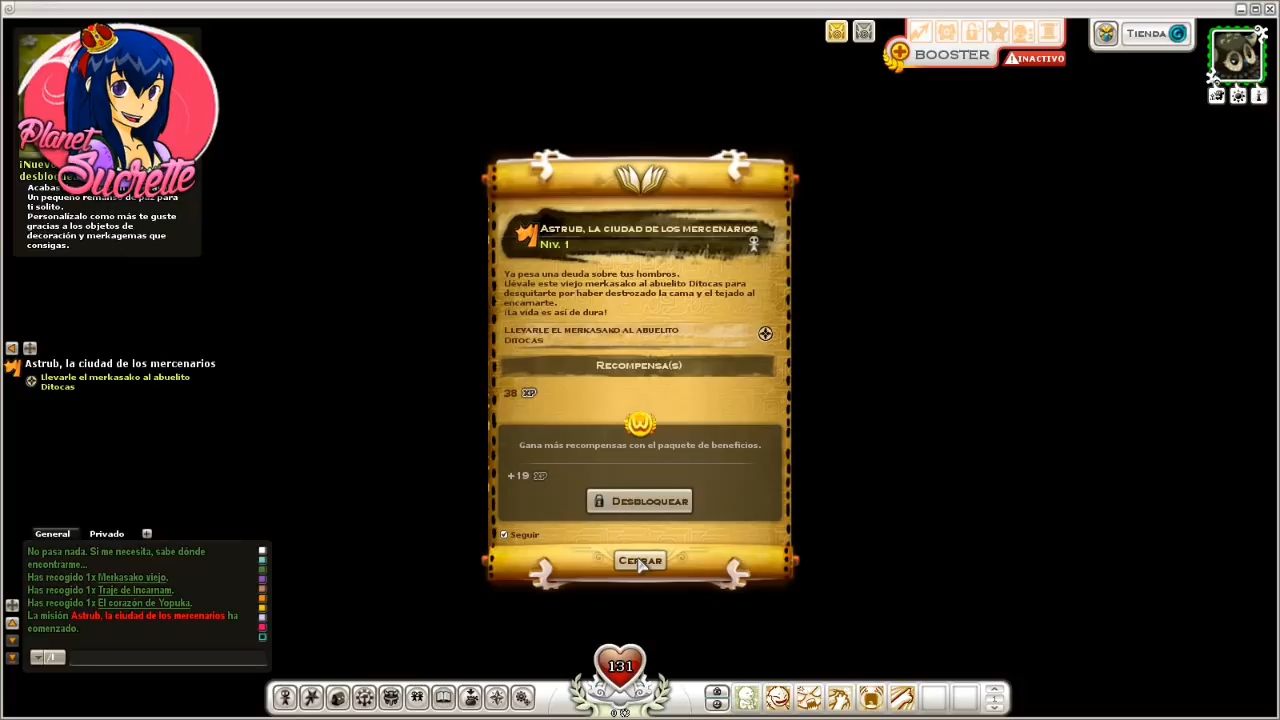 BOOSTER
INACTIVO
TIENDA
Planet
Sucrette
¡Nuevo
desbloq
Acabas
Un pequeño remanso de paz para
ti solito.
Personalízalo como más te guste
gracias a los objetos de
decoración y merkagemas que
consigas.
ASTRUB, LA CIUDAD DE LOS MERCENARIOS
Niv. 1
Ya pesa una deuda sobre tus hombros.
Llévale este viejo merkasako al abuelito Ditocas para
desquitarte por haber destrozado la cama y el tejado al
encarnarte.
¡La vida es así de dura!
LLEVARLE EL MERKASAKO AL ABUELITO
DITOCAS
RECOMPENSA(S)
38 XP
Gana más recompensas con el paquete de beneficios.
+19 XP
DESBLOQUEAR
Seguir
CERRAR
Astrub, la ciudad de los mercenarios
Llevarle el merkasako al abuelito
Ditocas
General Privado
No pasa nada. Si me necesita, sabe dónde
encontrarme...
Has recogido 1x Merkasako viejo.
Has recogido 1x Traje de Incarnam.
Has recogido 1x El corazón de Yopuka.
La misión Astrub, la ciudad de los mercenarios ha
comenzado.
131